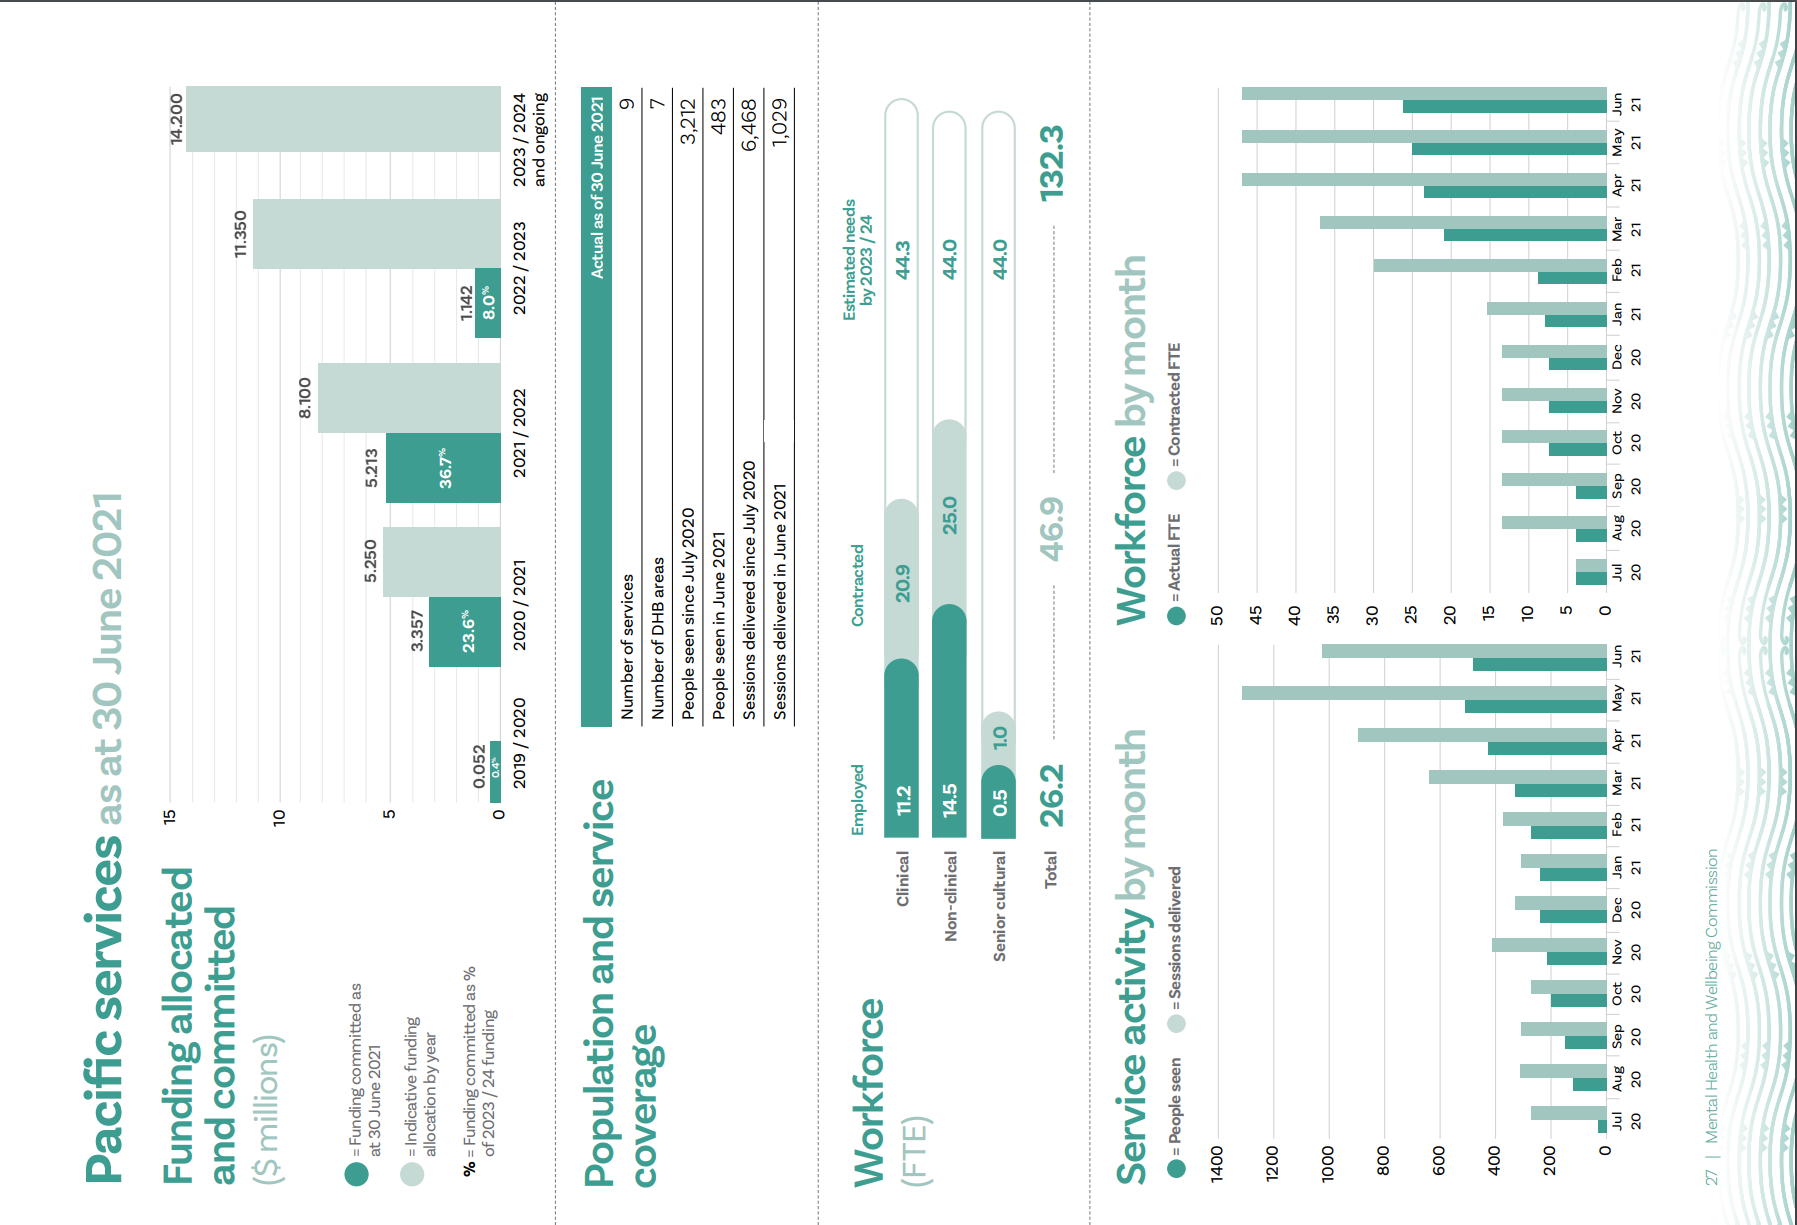 Pacific services as at 30 June 2021
Funding allocated
and committed
($ millions)
= Funding committed as
at 30 June 2021
= Indicative funding
allocation by year
% = Funding committed as %
of 2023 / 24 funding
15
10
5
0
0.052
0.4%
2019 / 2020
3.357
23.6%
5.250
2020 / 2021
5.213
36.7%
8.100
2021 / 2022
1.142
8.0%
11.350
2022 / 2023
14.200
2023 / 2024
and ongoing
Population and service
coverage
Actual as of 30 June 2021
Number of services 9
Number of DHB areas 7
People seen since July 2020 3,212
People seen in June 2021 483
Sessions delivered since July 2020 6,468
Sessions delivered in June 2021 1,029
Workforce
(FTE)
Employed Contracted Estimated needs
by 2023 / 24
Clinical 11.2 20.9 44.3
Non-clinical 14.5 25.0 44.0
Senior cultural 0.5 1.0 44.0
Total 26.2 46.9 132.3
Service activity by month
= People seen = Sessions delivered
1400
1200
1000
800
600
400
200
0
Jul Aug Sep Oct Nov Dec Jan Feb Mar Apr May Jun
20 20 20 20 20 20 21 21 21 21 21 21
Workforce by month
= Actual FTE = Contracted FTE
50
45
40
35
30
25
20
15
10
5
0
Jul Aug Sep Oct Nov Dec Jan Feb Mar Apr May Jun
20 20 20 20 20 20 21 21 21 21 21 21
27 | Mental Health and Wellbeing Commission